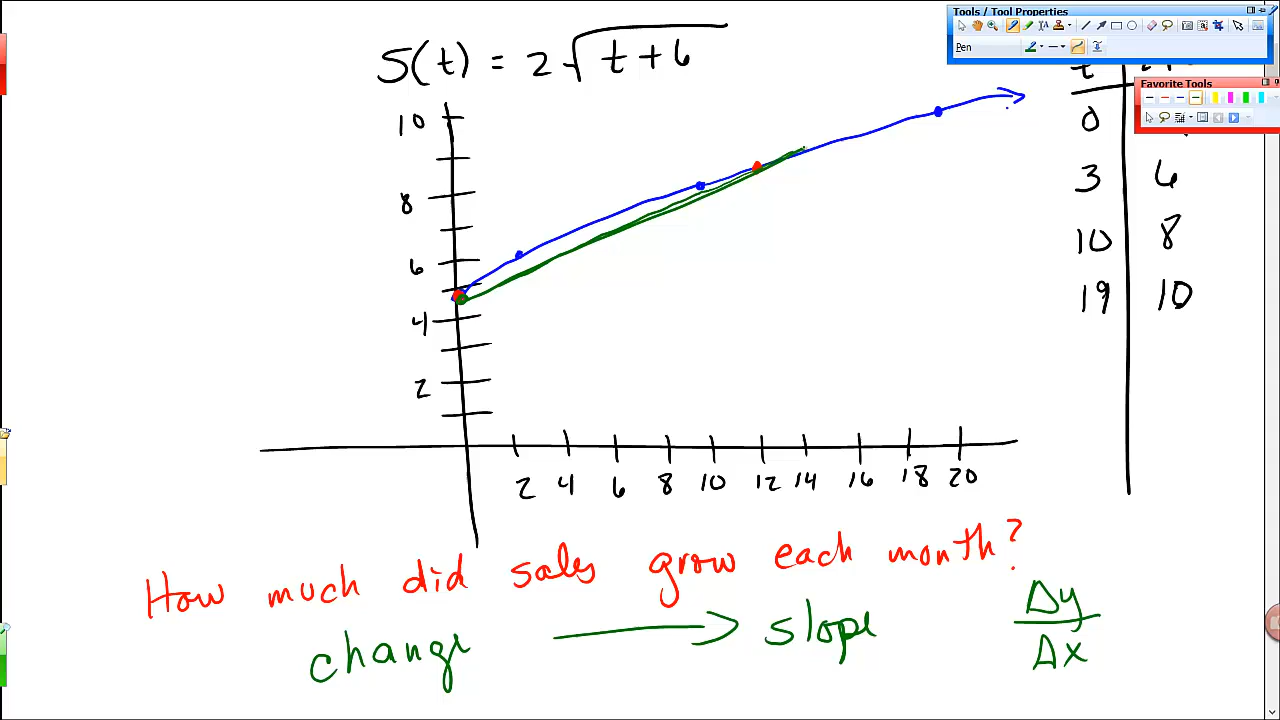 Tools / Tool Properties
Pen
S(t) = 2√(t+6)
t
Favorite Tools
0
3 6
10 8
19 10
10
8
6
4
2
2 4 6 8 10 12 14 16 18 20
How much did sales grow each month?
change → slope Δy/Δx